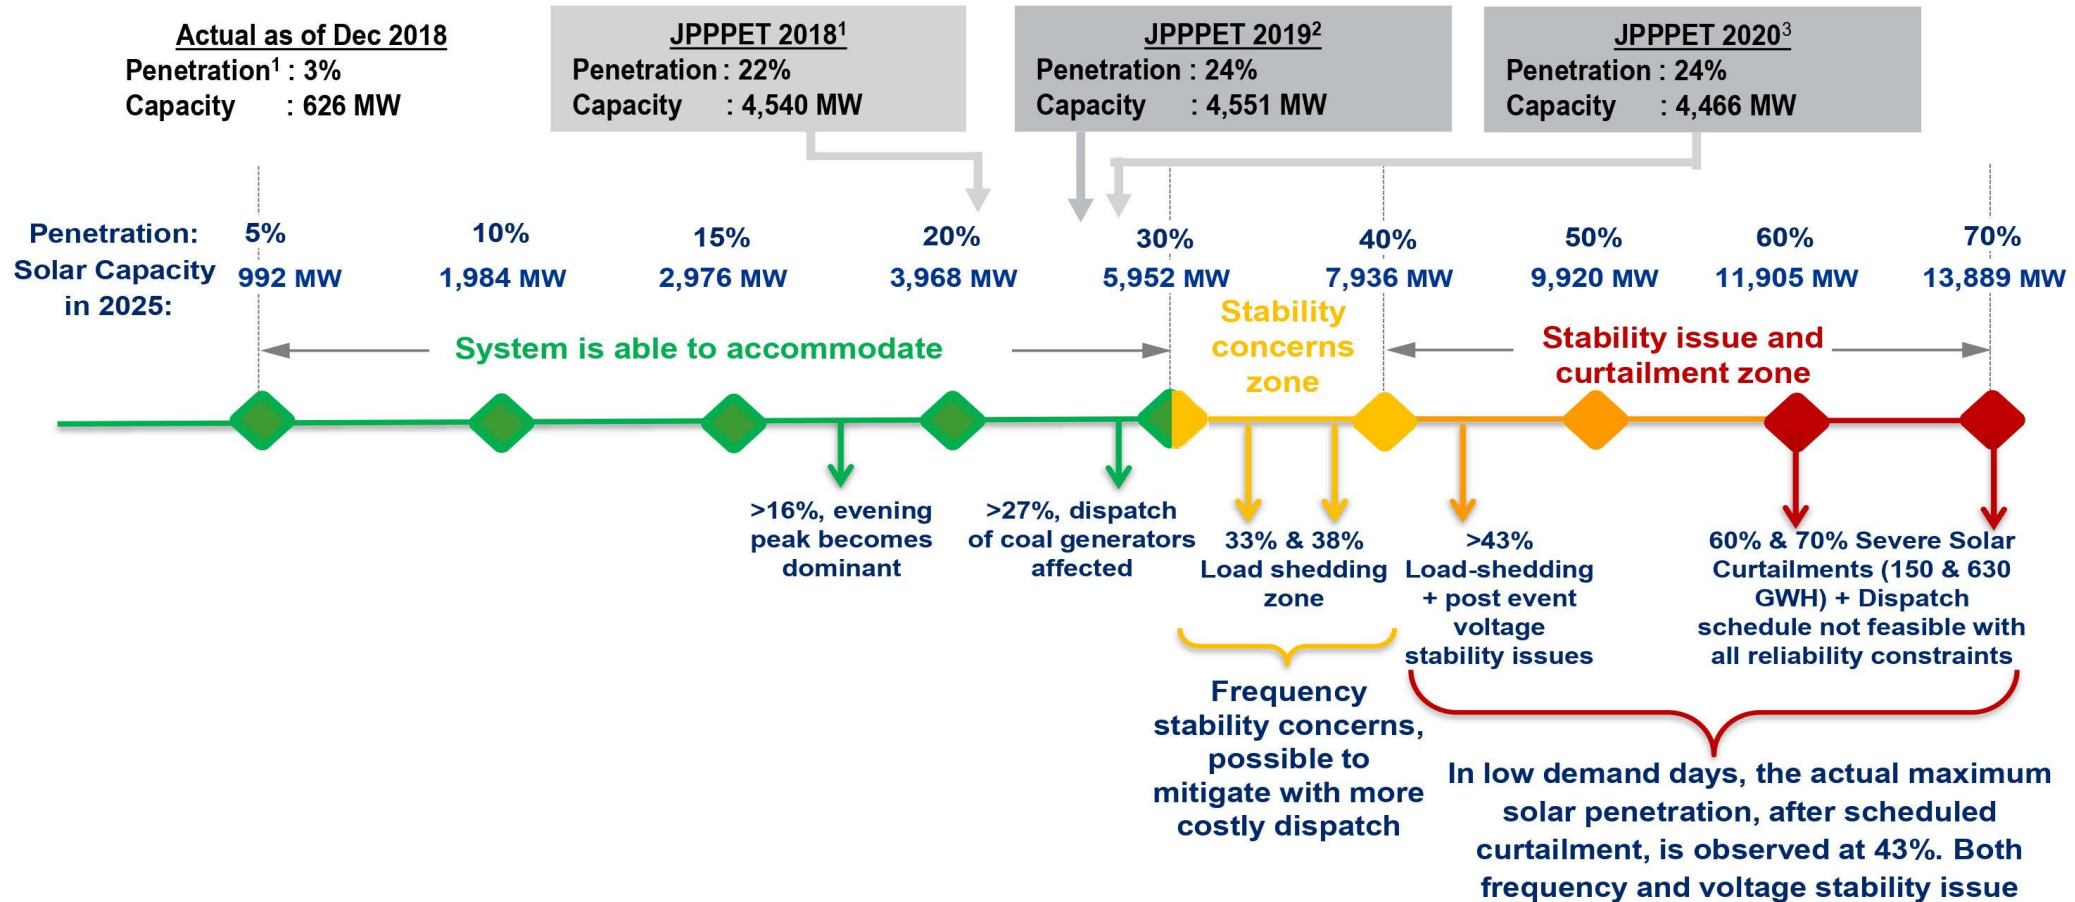 Actual as of Dec 2018
Penetration¹ : 3%
Capacity : 626 MW
JPPPET 2018¹
Penetration : 22%
Capacity : 4,540 MW
JPPPET 2019²
Penetration : 24%
Capacity : 4,551 MW
JPPPET 2020³
Penetration : 24%
Capacity : 4,466 MW
Penetration: 5% 10% 15% 20% 30% 40% 50% 60% 70%
Solar Capacity
in 2025:
992 MW 1,984 MW 2,976 MW 3,968 MW 5,952 MW 7,936 MW 9,920 MW 11,905 MW 13,889 MW
System is able to accommodate
Stability
concerns
zone
Stability issue and
curtailment zone
>16%, evening
peak becomes
dominant
>27%, dispatch
of coal generators
affected
33% & 38%
Load shedding
zone
>43%
Load-shedding
+ post event
voltage
stability issues
60% & 70% Severe Solar
Curtailments (150 & 630
GWH) + Dispatch
schedule not feasible with
all reliability constraints
Frequency
stability concerns,
possible to
mitigate with more
costly dispatch
In low demand days, the actual maximum
solar penetration, after scheduled
curtailment, is observed at 43%. Both
frequency and voltage stability issue